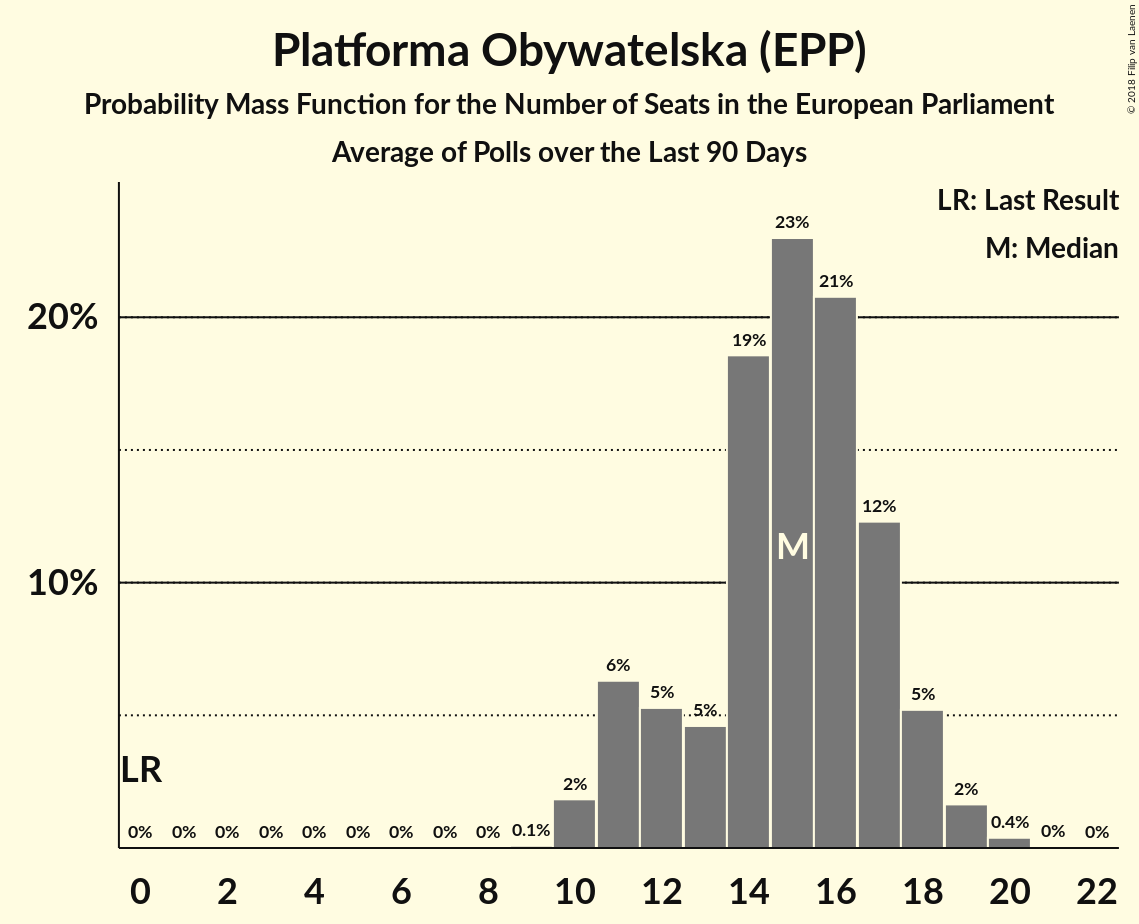 Platforma Obywatelska (EPP)
Probability Mass Function for the Number of Seats in the European Parliament
Average of Polls over the Last 90 Days
© 2018 Filip van Laenen
LR: Last Result
M: Median
20%
10%
LR
M
0% 0% 0% 0% 0% 0% 0% 0% 0% 0.1% 2% 6% 5% 5% 19% 23% 21% 12% 5% 2% 0.4% 0% 0%
0 2 4 6 8 10 12 14 16 18 20 22